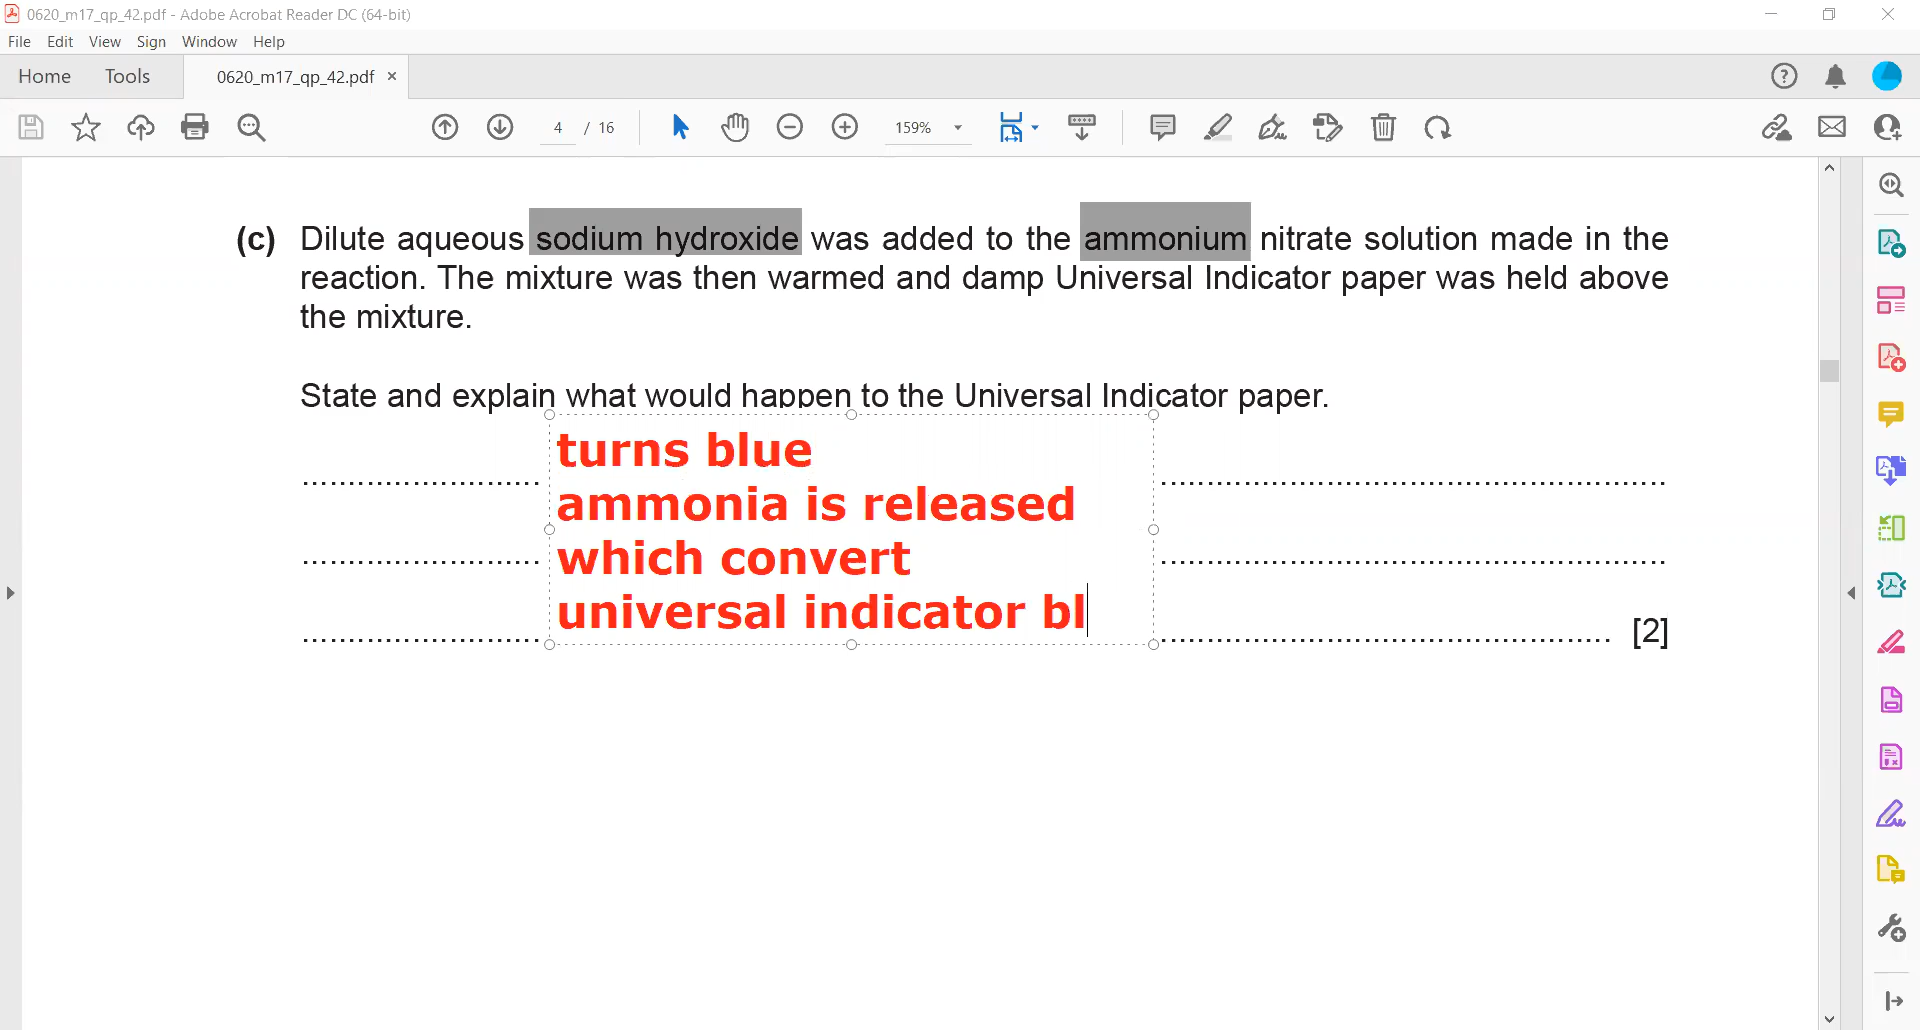 0620_m17_qp_42.pdf - Adobe Acrobat Reader DC (64-bit)
File Edit View Sign Window Help
Home Tools 0620_m17_qp_42.pdf ×
4 / 16 159%
(c) Dilute aqueous sodium hydroxide was added to the ammonium nitrate solution made in the
reaction. The mixture was then warmed and damp Universal Indicator paper was held above
the mixture.
State and explain what would happen to the Universal Indicator paper.
turns blue
ammonia is released
which convert
universal indicator bl
[2]